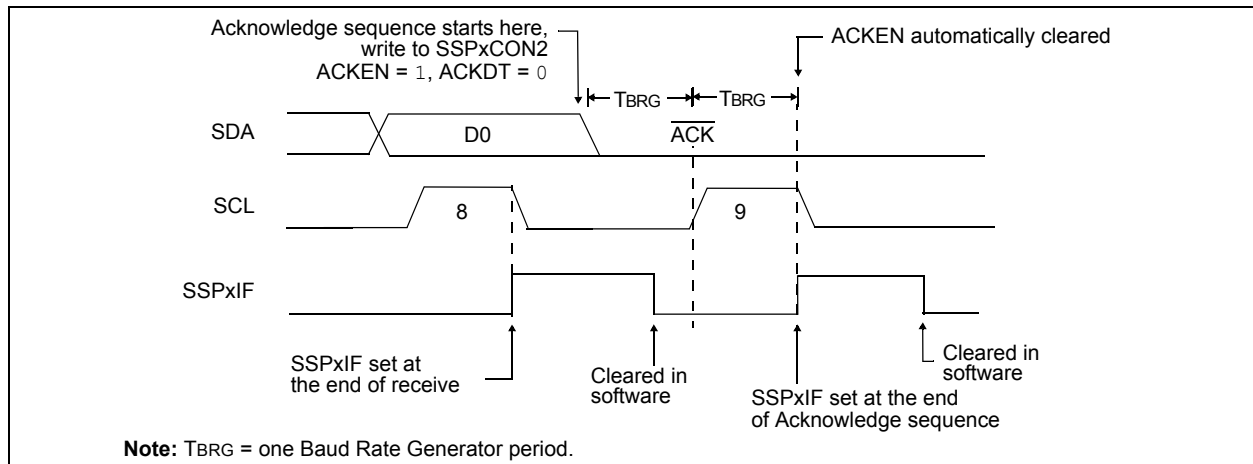 Acknowledge sequence starts here,
write to SSPxCON2
ACKEN = 1, ACKDT = 0
ACKEN automatically cleared
TBRG
TBRG
SDA
D0
ACK
SCL
8
9
SSPxIF
SSPxIF set at
the end of receive
Cleared in
software
SSPxIF set at the end
of Acknowledge sequence
Cleared in
software
Note: TBRG = one Baud Rate Generator period.